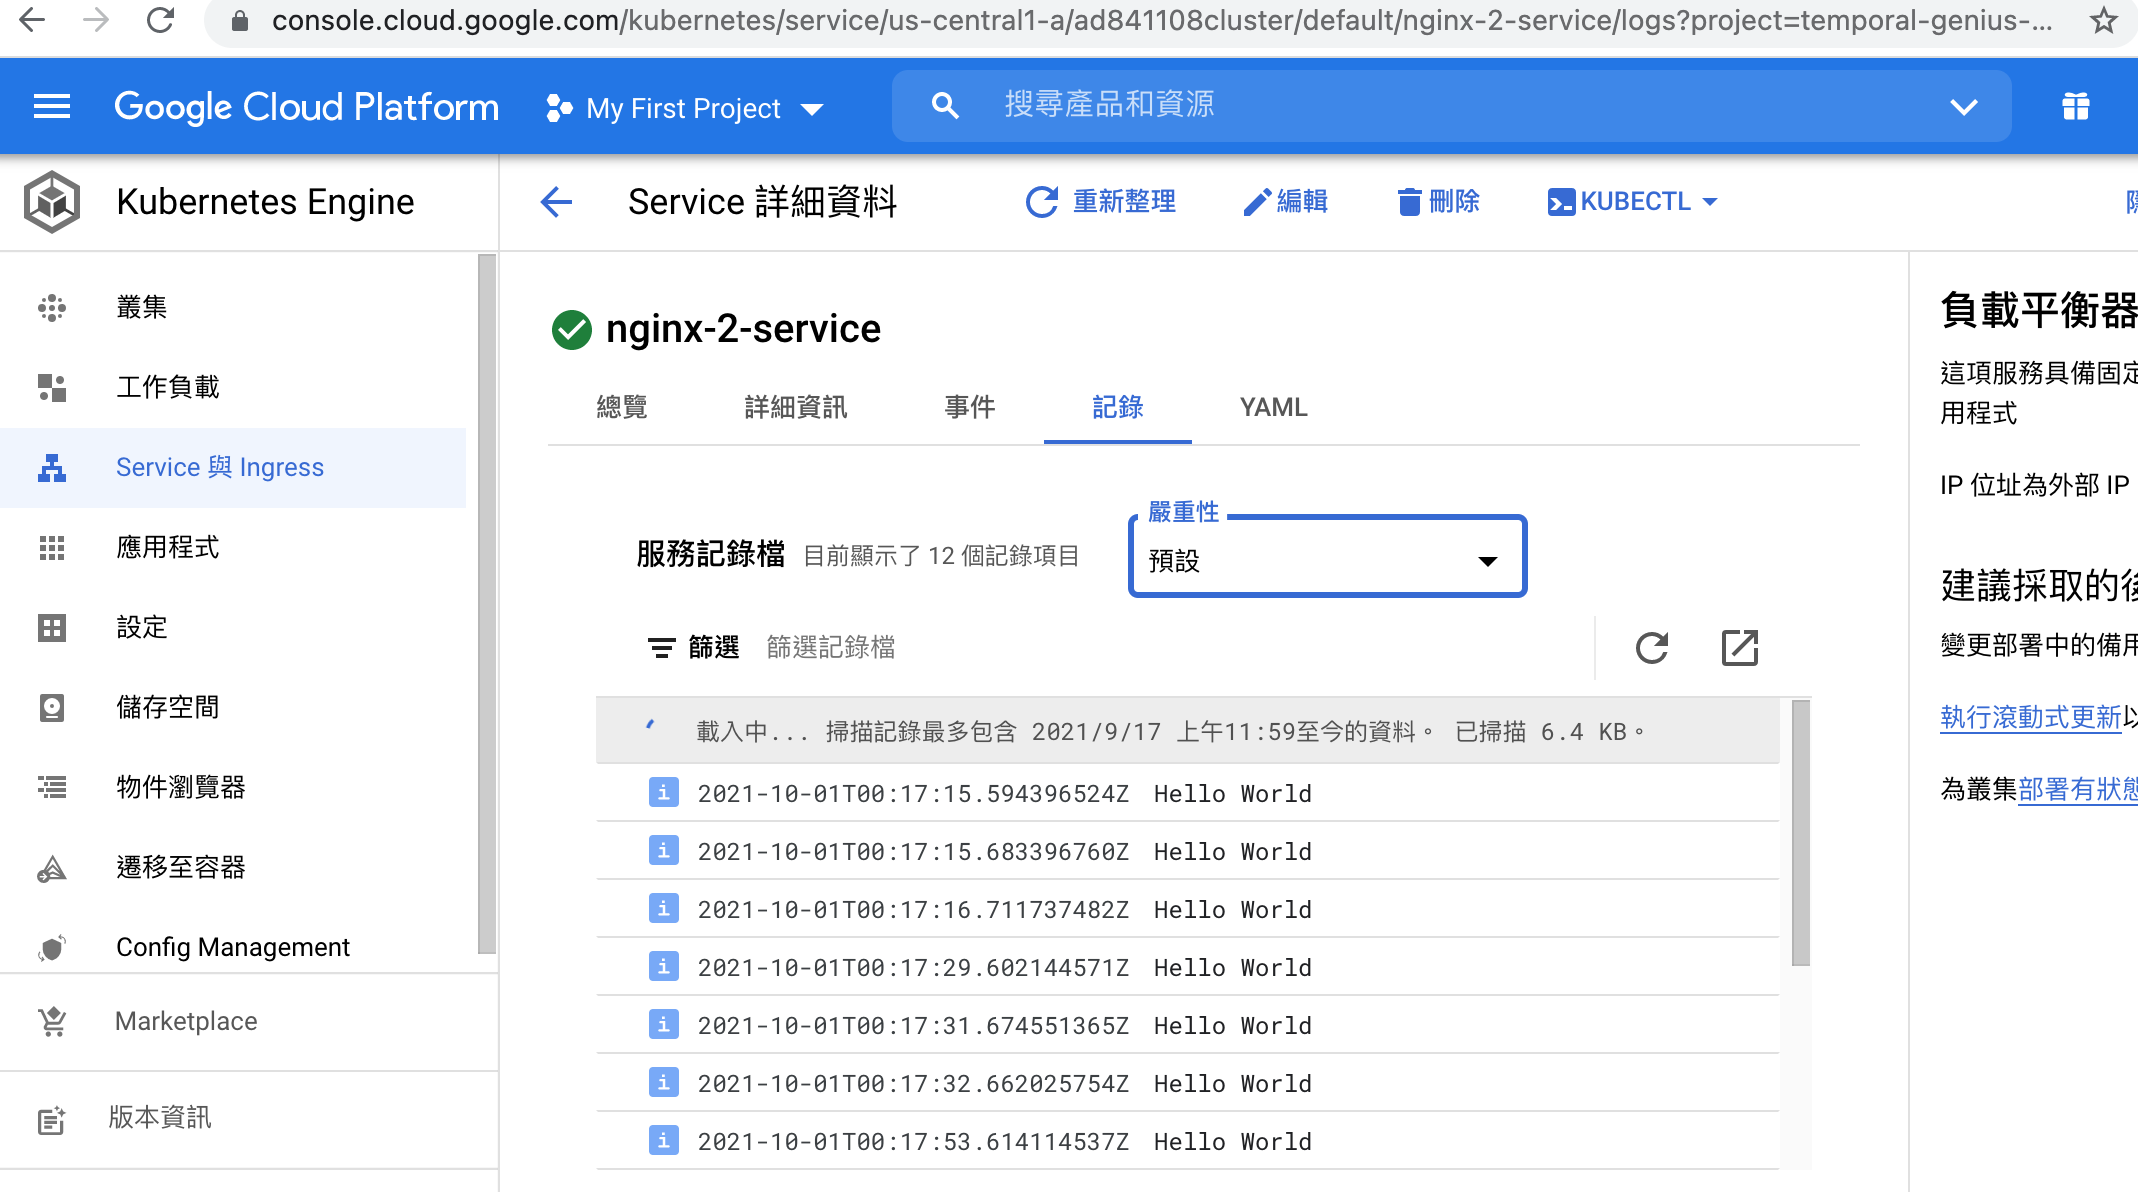 console.cloud.google.com/kubernetes/service/us-central1-a/ad841108cluster/default/nginx-2-service/logs?project=temporal-genius-...
Google Cloud Platform
My First Project
搜尋產品和資源
Kubernetes Engine
Service 詳細資料
重新整理
編輯
刪除
KUBECTL
叢集
工作負載
Service 與 Ingress
應用程式
設定
儲存空間
物件瀏覽器
遷移至容器
Config Management
Marketplace
版本資訊
nginx-2-service
總覽
詳細資訊
事件
記錄
YAML
服務記錄檔 目前顯示了 12 個記錄項目
嚴重性
預設
篩選 篩選記錄檔
載入中... 掃描記錄最多包含 2021/9/17 上午11:59至今的資料。 已掃描 6.4 KB。
i 2021-10-01T00:17:15.594396524Z Hello World
i 2021-10-01T00:17:15.683396760Z Hello World
i 2021-10-01T00:17:16.711737482Z Hello World
i 2021-10-01T00:17:29.602144571Z Hello World
i 2021-10-01T00:17:31.674551365Z Hello World
i 2021-10-01T00:17:32.662025754Z Hello World
i 2021-10-01T00:17:53.614114537Z Hello World
負載平衡器
這項服務具備固定
用程式
IP 位址為外部 IP
建議採取的後
變更部署中的備用
執行滾動式更新以
為叢集部署有狀態